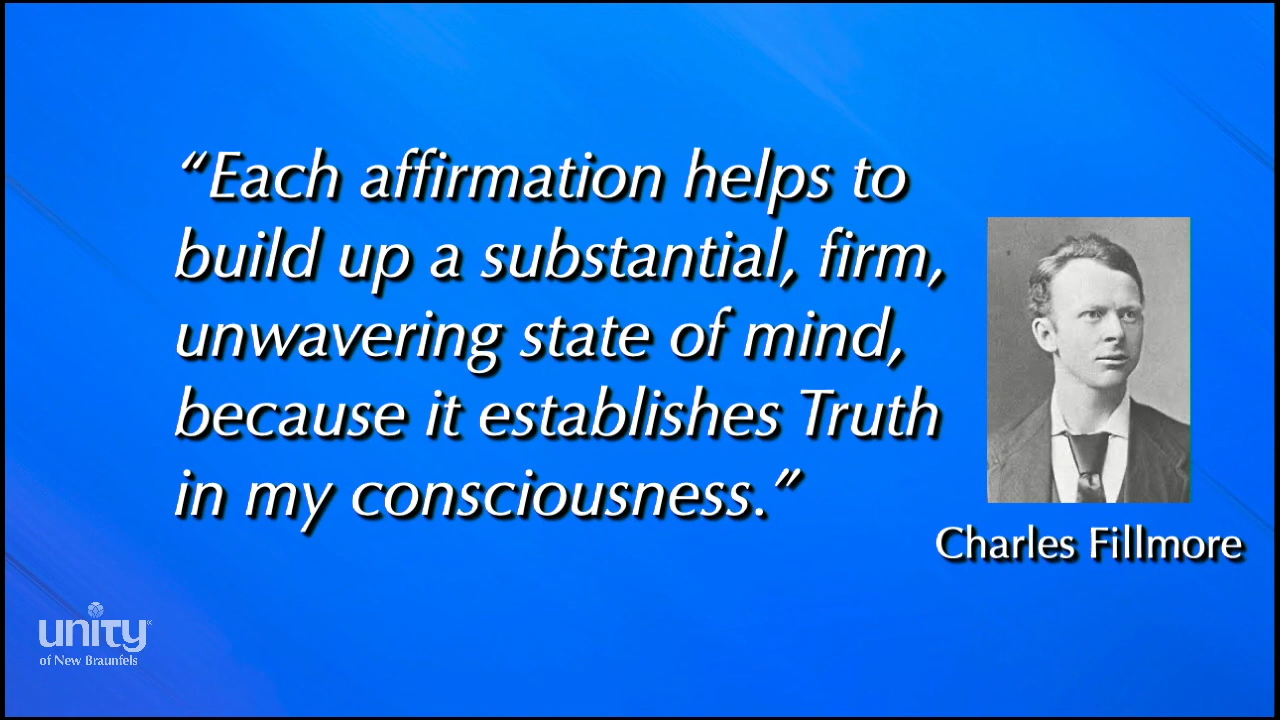 “Each affirmation helps to
build up a substantial, firm,
unwavering state of mind,
because it establishes Truth
in my consciousness.”
Charles Fillmore
unity
of New Braunfels